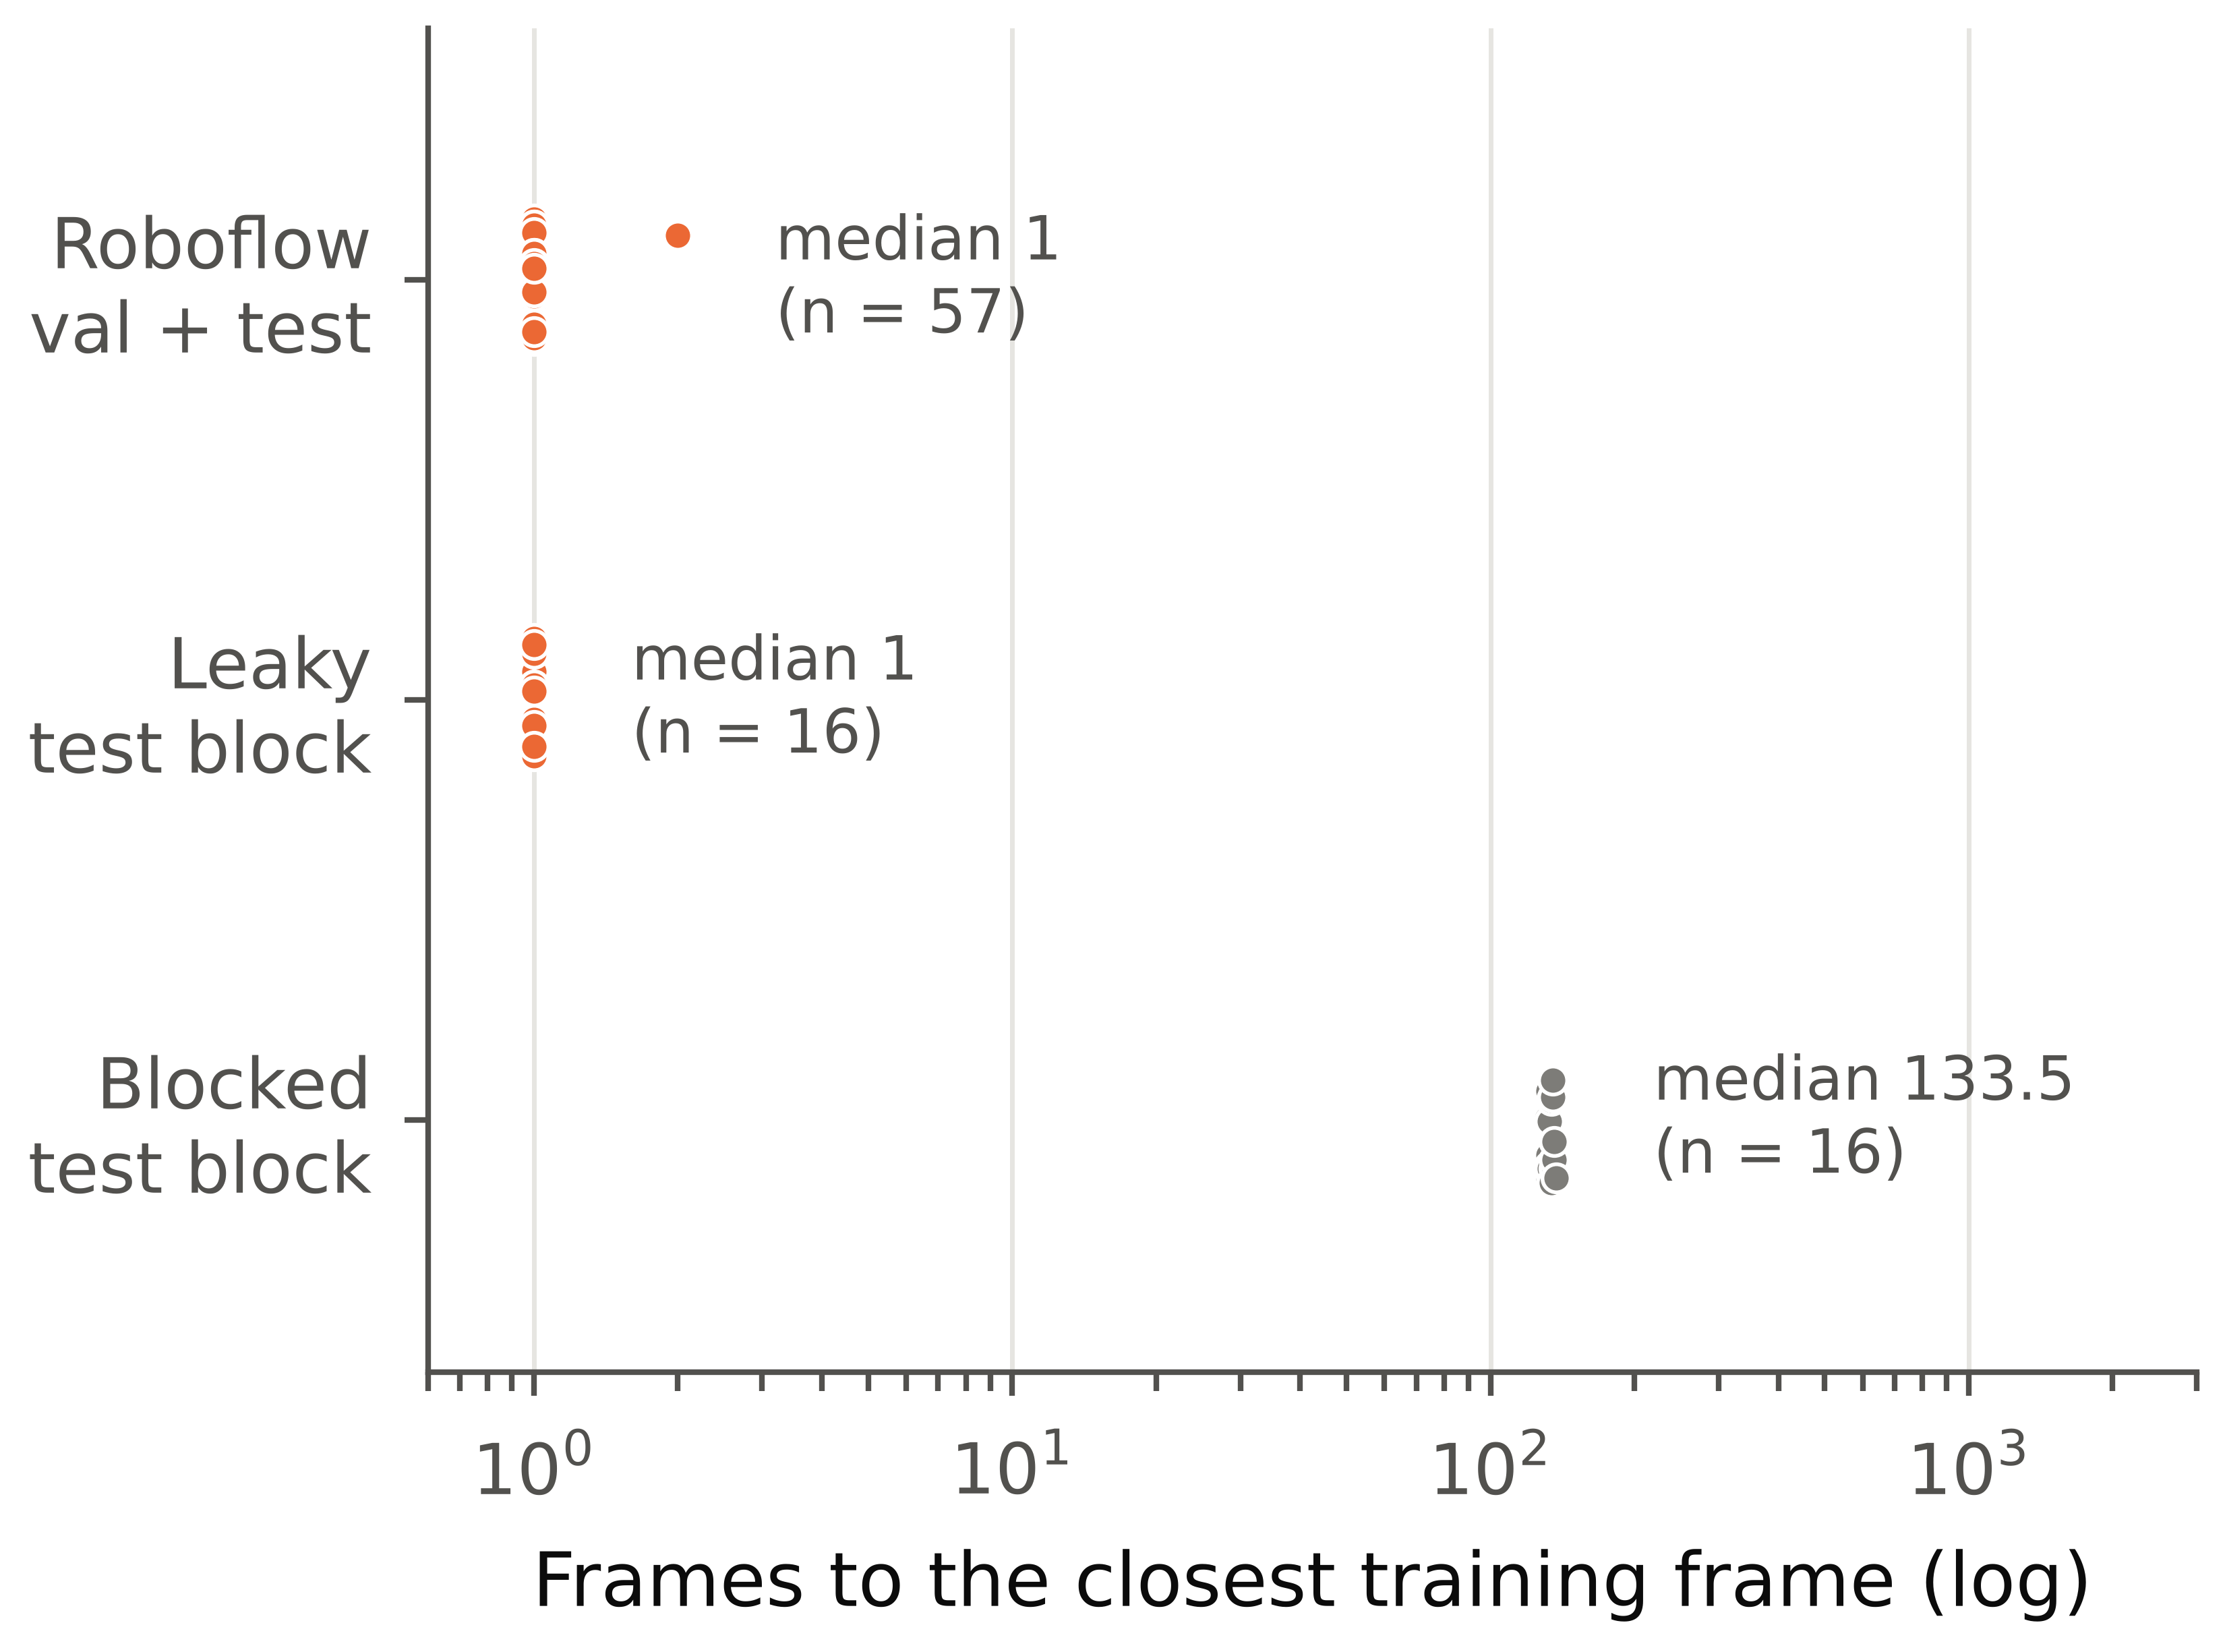 Roboflow
val + test
median 1
(n = 57)
Leaky
test block
median 1
(n = 16)
Blocked
test block
median 133.5
(n = 16)
10⁰ 10¹ 10² 10³
Frames to the closest training frame (log)